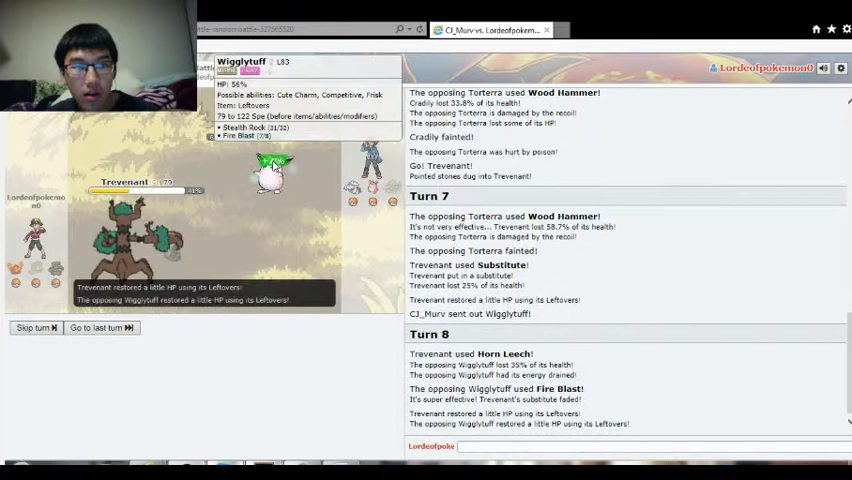 CJ_Murv vs. Lordeofpokemon...
Lordeofpokemon0
Wigglytuff L83
HP: 56%
Possible abilities: Cute Charm, Competitive, Frisk
Item: Leftovers
79 to 122 Spe (before items/abilities/modifiers)
• Stealth Rock (31/32)
• Fire Blast (7/8)
Trevenant L79
41%
Lordeofpokemo
n0
Trevenant restored a little HP using its Leftovers!
The opposing Wigglytuff restored a little HP using its Leftovers!
Skip turn
Go to last turn
The opposing Torterra used Wood Hammer!
Cradily lost 33.8% of its health!
The opposing Torterra is damaged by the recoil!
The opposing Torterra lost some of its HP!
Cradily fainted!
The opposing Torterra was hurt by poison!
Go! Trevenant!
Pointed stones dug into Trevenant!
Turn 7
The opposing Torterra used Wood Hammer!
It's not very effective... Trevenant lost 58.7% of its health!
The opposing Torterra is damaged by the recoil!
The opposing Torterra fainted!
Trevenant used Substitute!
Trevenant put in a substitute!
Trevenant lost 25% of its health!
Trevenant restored a little HP using its Leftovers!
CJ_Murv sent out Wigglytuff!
Turn 8
Trevenant used Horn Leech!
The opposing Wigglytuff lost 35% of its health!
The opposing Wigglytuff had its energy drained!
The opposing Wigglytuff used Fire Blast!
It's super effective! Trevenant's substitute faded!
Trevenant restored a little HP using its Leftovers!
The opposing Wigglytuff restored a little HP using its Leftovers!
Lordeofpoke